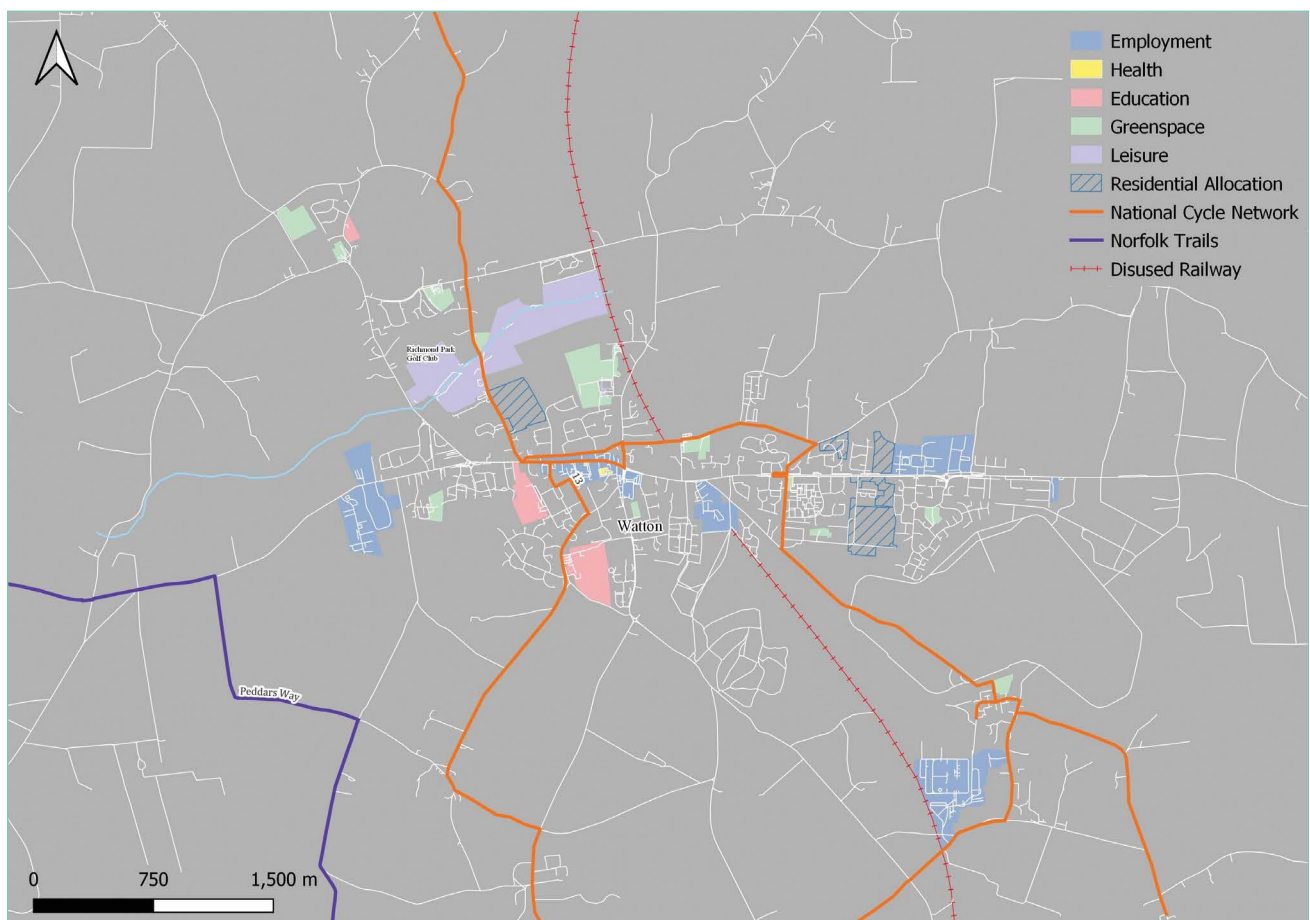 Employment
Health
Education
Greenspace
Leisure
Residential Allocation
National Cycle Network
Norfolk Trails
Disused Railway
Richmond Park
Golf Club
13
Watton
Peddars Way
0 750 1,500 m